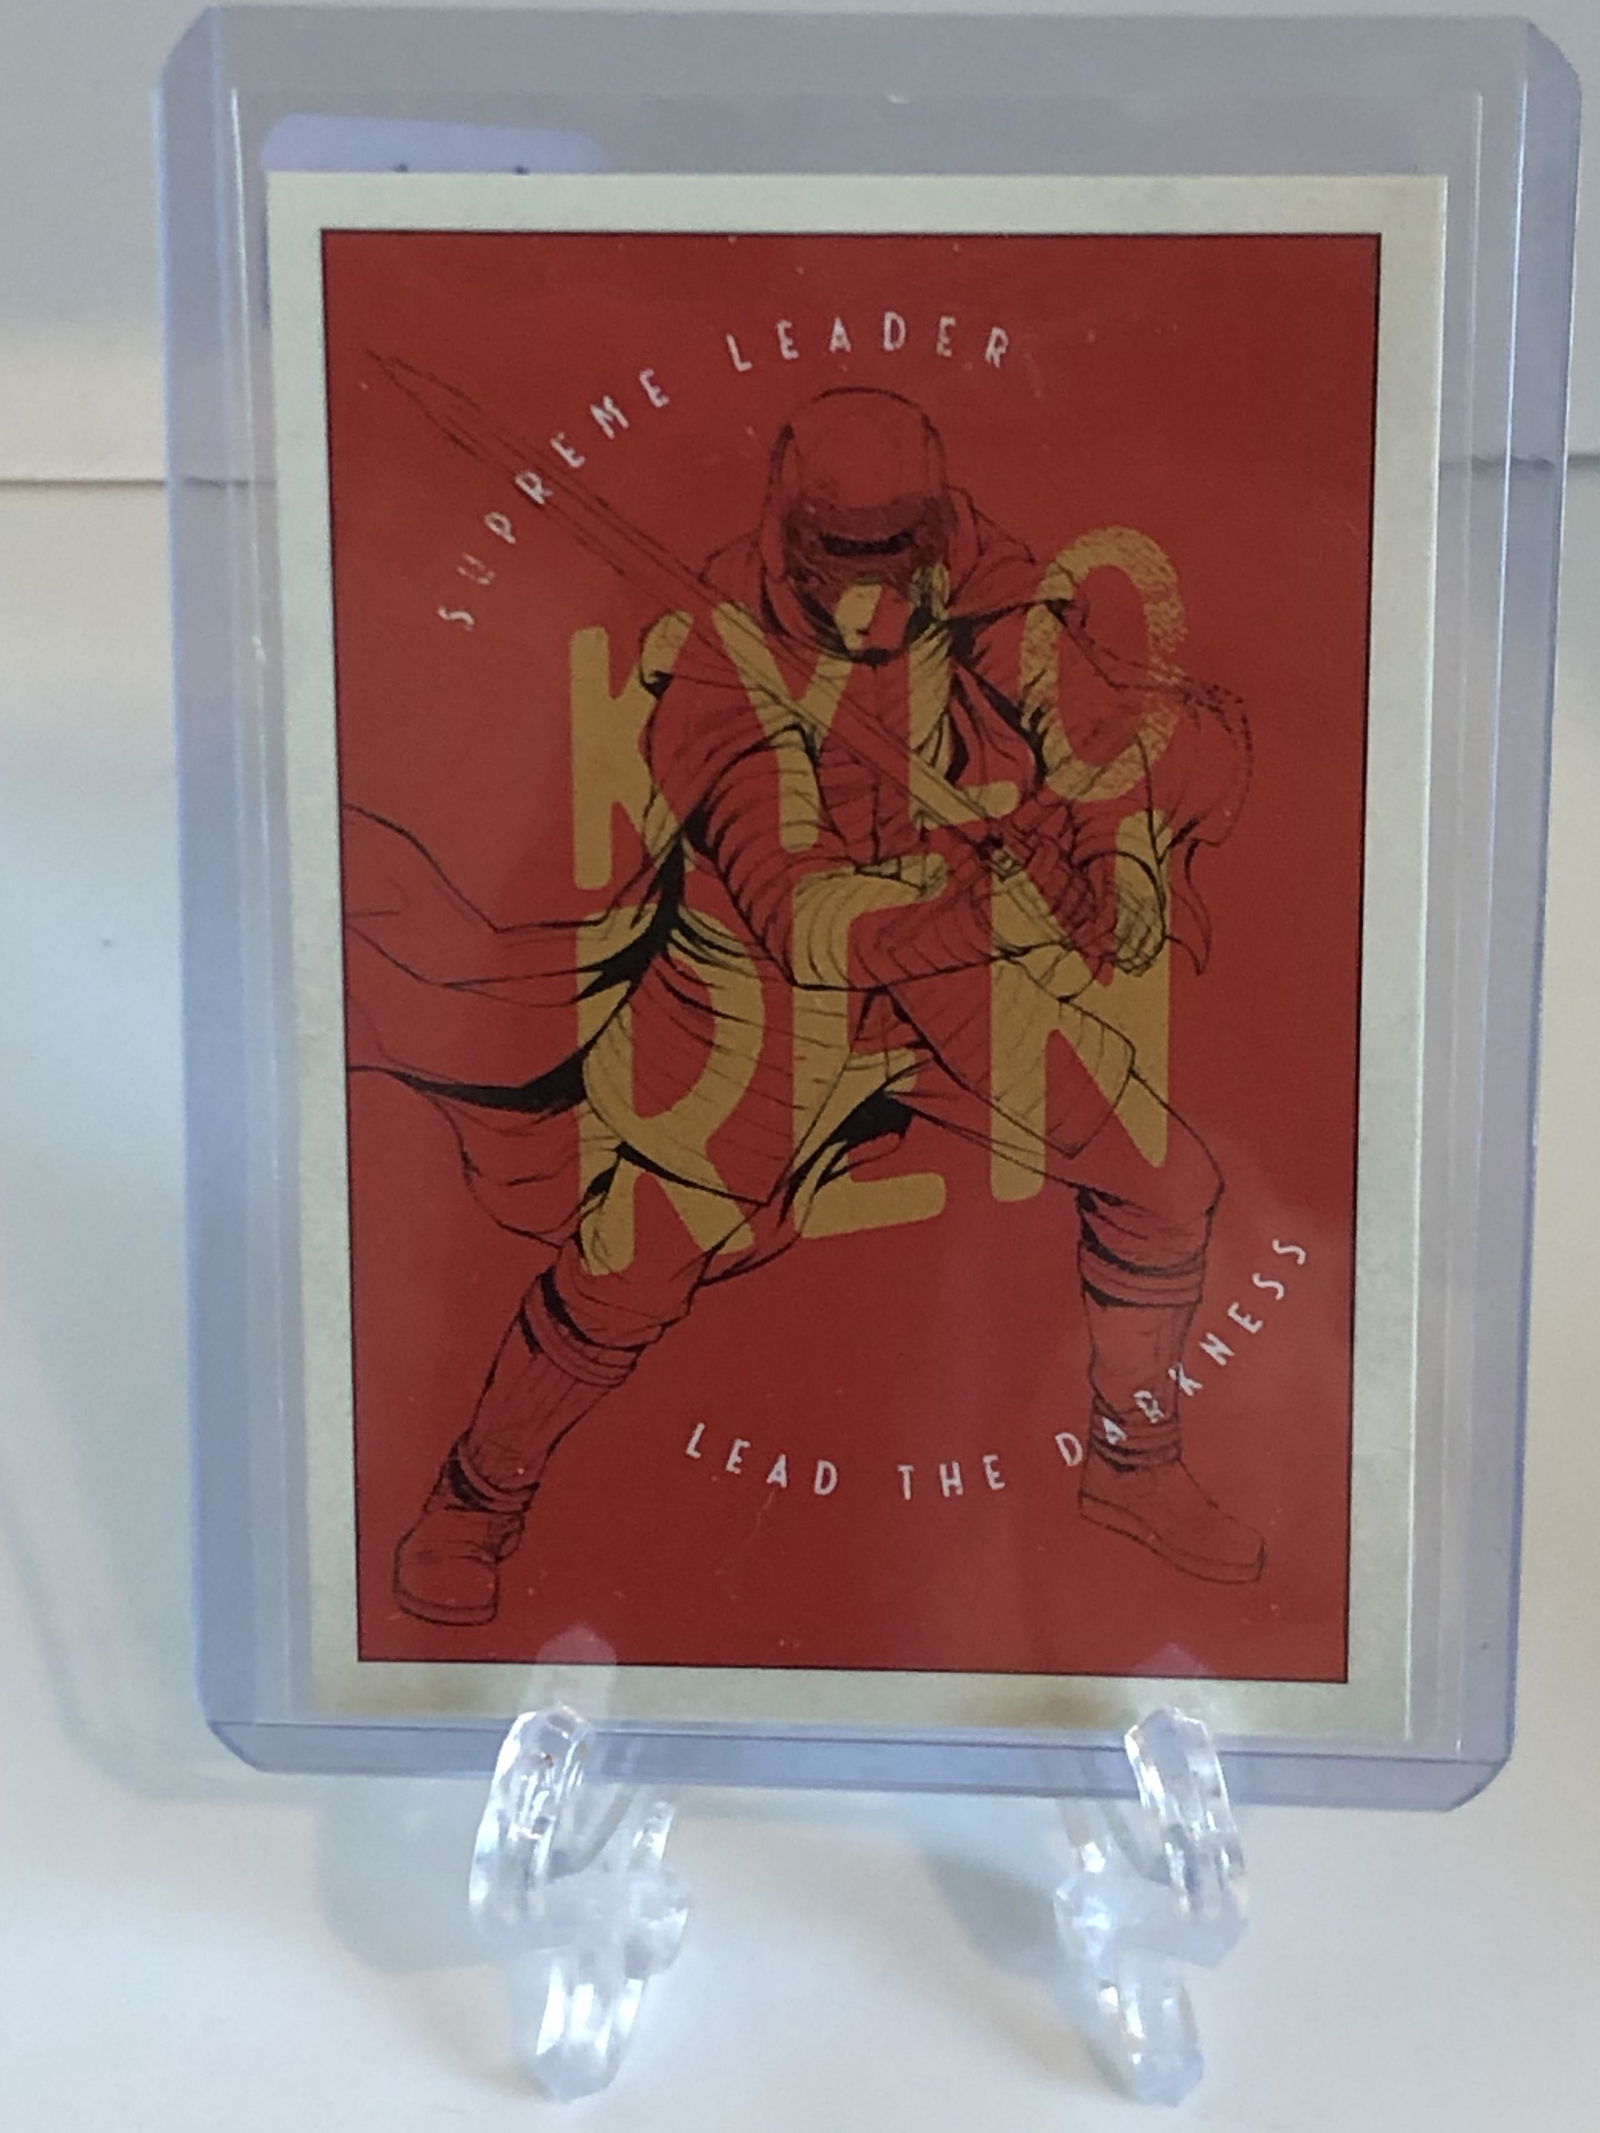 SUPREME LEADER
KYLO
REN
LEAD THE DARKNESS